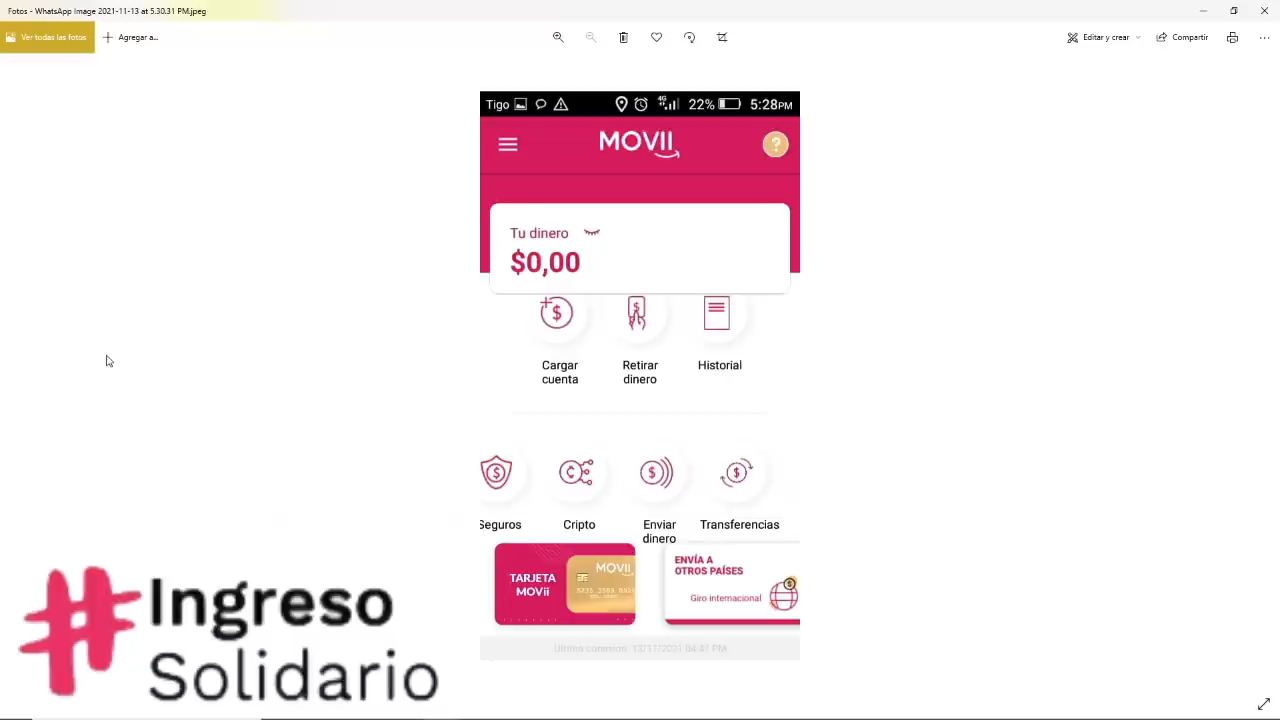 Fotos - WhatsApp Image 2021-11-13 at 5.30.31 PM.jpeg
Ver todas las fotos
Agregar a...
Editar y crear
Compartir
Tigo
4G
22%
5:28PM
MOVII
?
Tu dinero
$0,00
Cargar cuenta
Retirar dinero
Historial
Seguros
Cripto
Enviar dinero
Transferencias
TARJETA
MOVii
MOVII
ENVÍA A
OTROS PAÍSES
Giro internacional
#Ingreso
Solidario